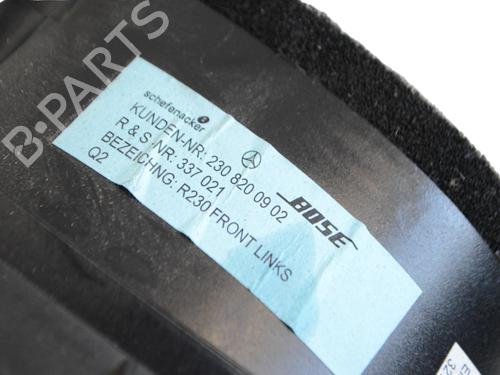 B-PARTS
schefenacker
KUNDEN-NR: 230 820 09 02
R & S NR: 337 021
BEZEICHNG: R230 FRONT LINKS
Q2
BOSE